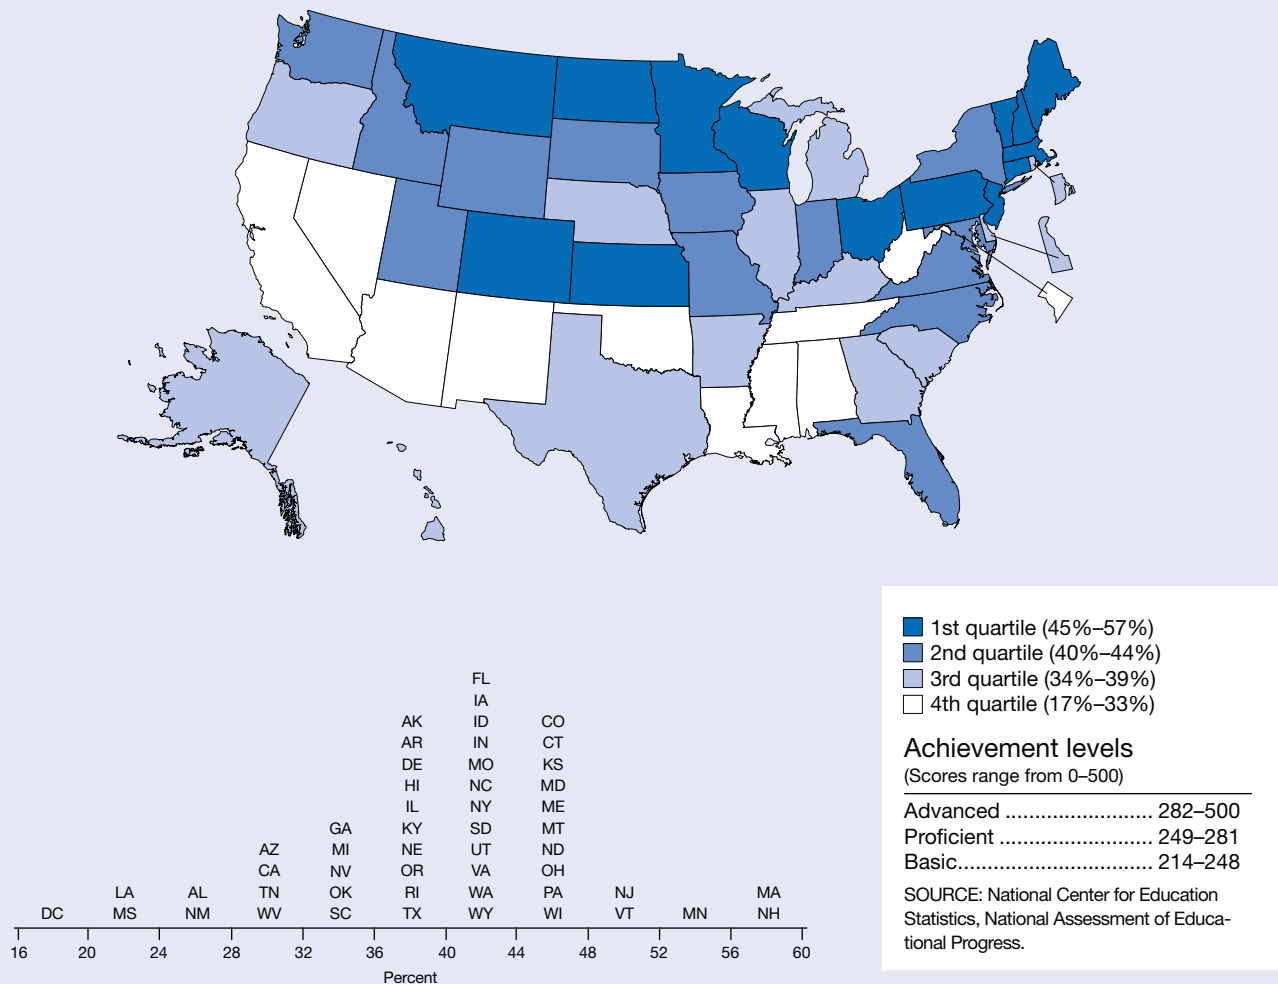 1st quartile (45%–57%)
2nd quartile (40%–44%)
3rd quartile (34%–39%)
4th quartile (17%–33%)
Achievement levels
(Scores range from 0–500)
Advanced ......................... 282–500
Proficient .......................... 249–281
Basic................................. 214–248
SOURCE: National Center for Education
Statistics, National Assessment of Educa-
tional Progress.
FL
IA
AK ID CO
AR IN CT
DE MO KS
HI NC MD
IL NY ME
GA KY SD MT
AZ MI NE UT ND
CA NV OR VA OH
LA AL TN OK RI WA PA NJ MA
DC MS NM WV SC TX WY WI VT MN NH
16 20 24 28 32 36 40 44 48 52 56 60
Percent